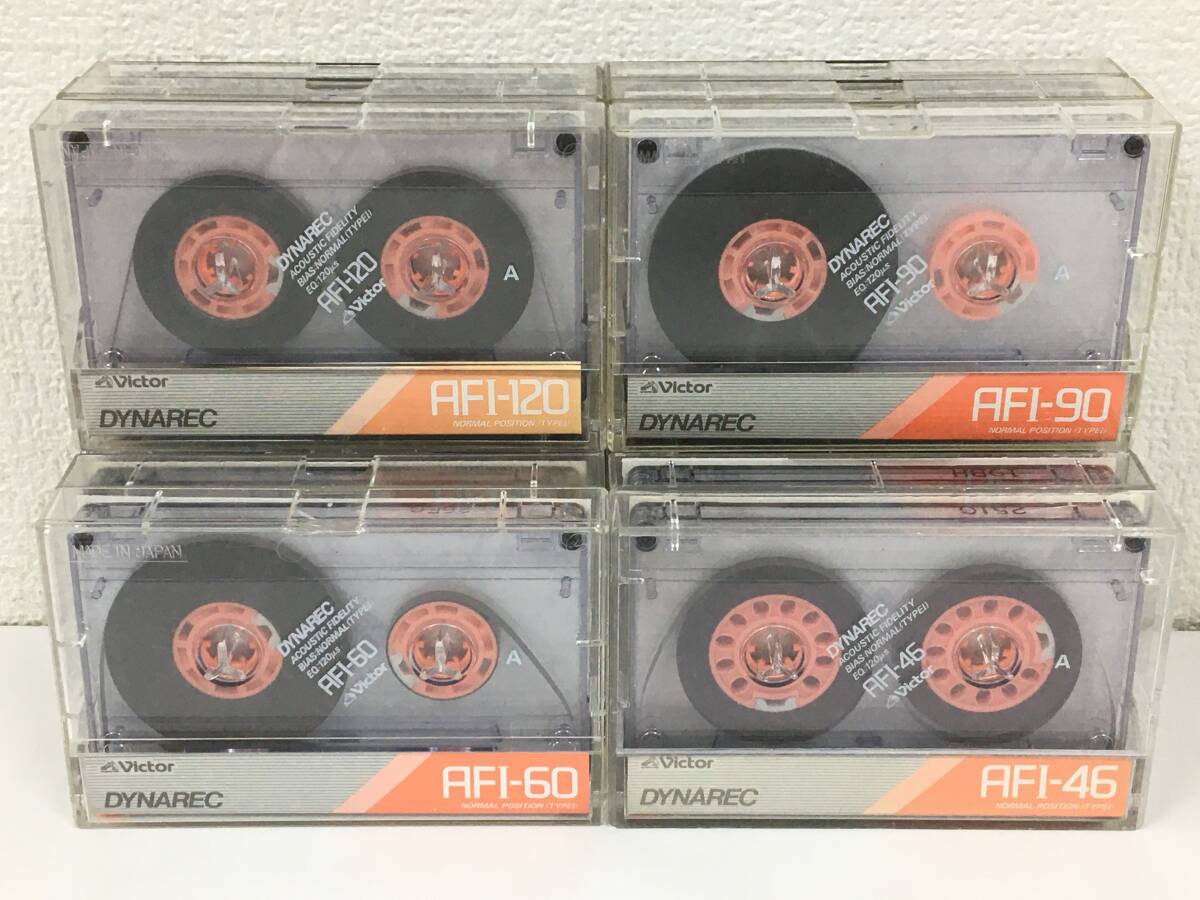 DYNAREC
ACOUSTIC FIDELITY
BIAS:NORMAL(TYPEI)
EQ:120μs
AFI-120
Victor
A
Victor
DYNAREC
AFI-120
NORMAL POSITION (TYPEI)
DYNAREC
ACOUSTIC FIDELITY
BIAS:NORMAL(TYPEI)
EQ:120μs
AFI-90
Victor
A
Victor
DYNAREC
AFI-90
NORMAL POSITION (TYPEI)
MADE IN JAPAN
DYNAREC
ACOUSTIC FIDELITY
BIAS:NORMAL(TYPEI)
EQ:120μs
AFI-60
Victor
A
Victor
DYNAREC
AFI-60
NORMAL POSITION (TYPEI)
DYNAREC
ACOUSTIC FIDELITY
BIAS:NORMAL(TYPEI)
EQ:120μs
AFI-46
Victor
A
Victor
DYNAREC
AFI-46
NORMAL POSITION (TYPEI)